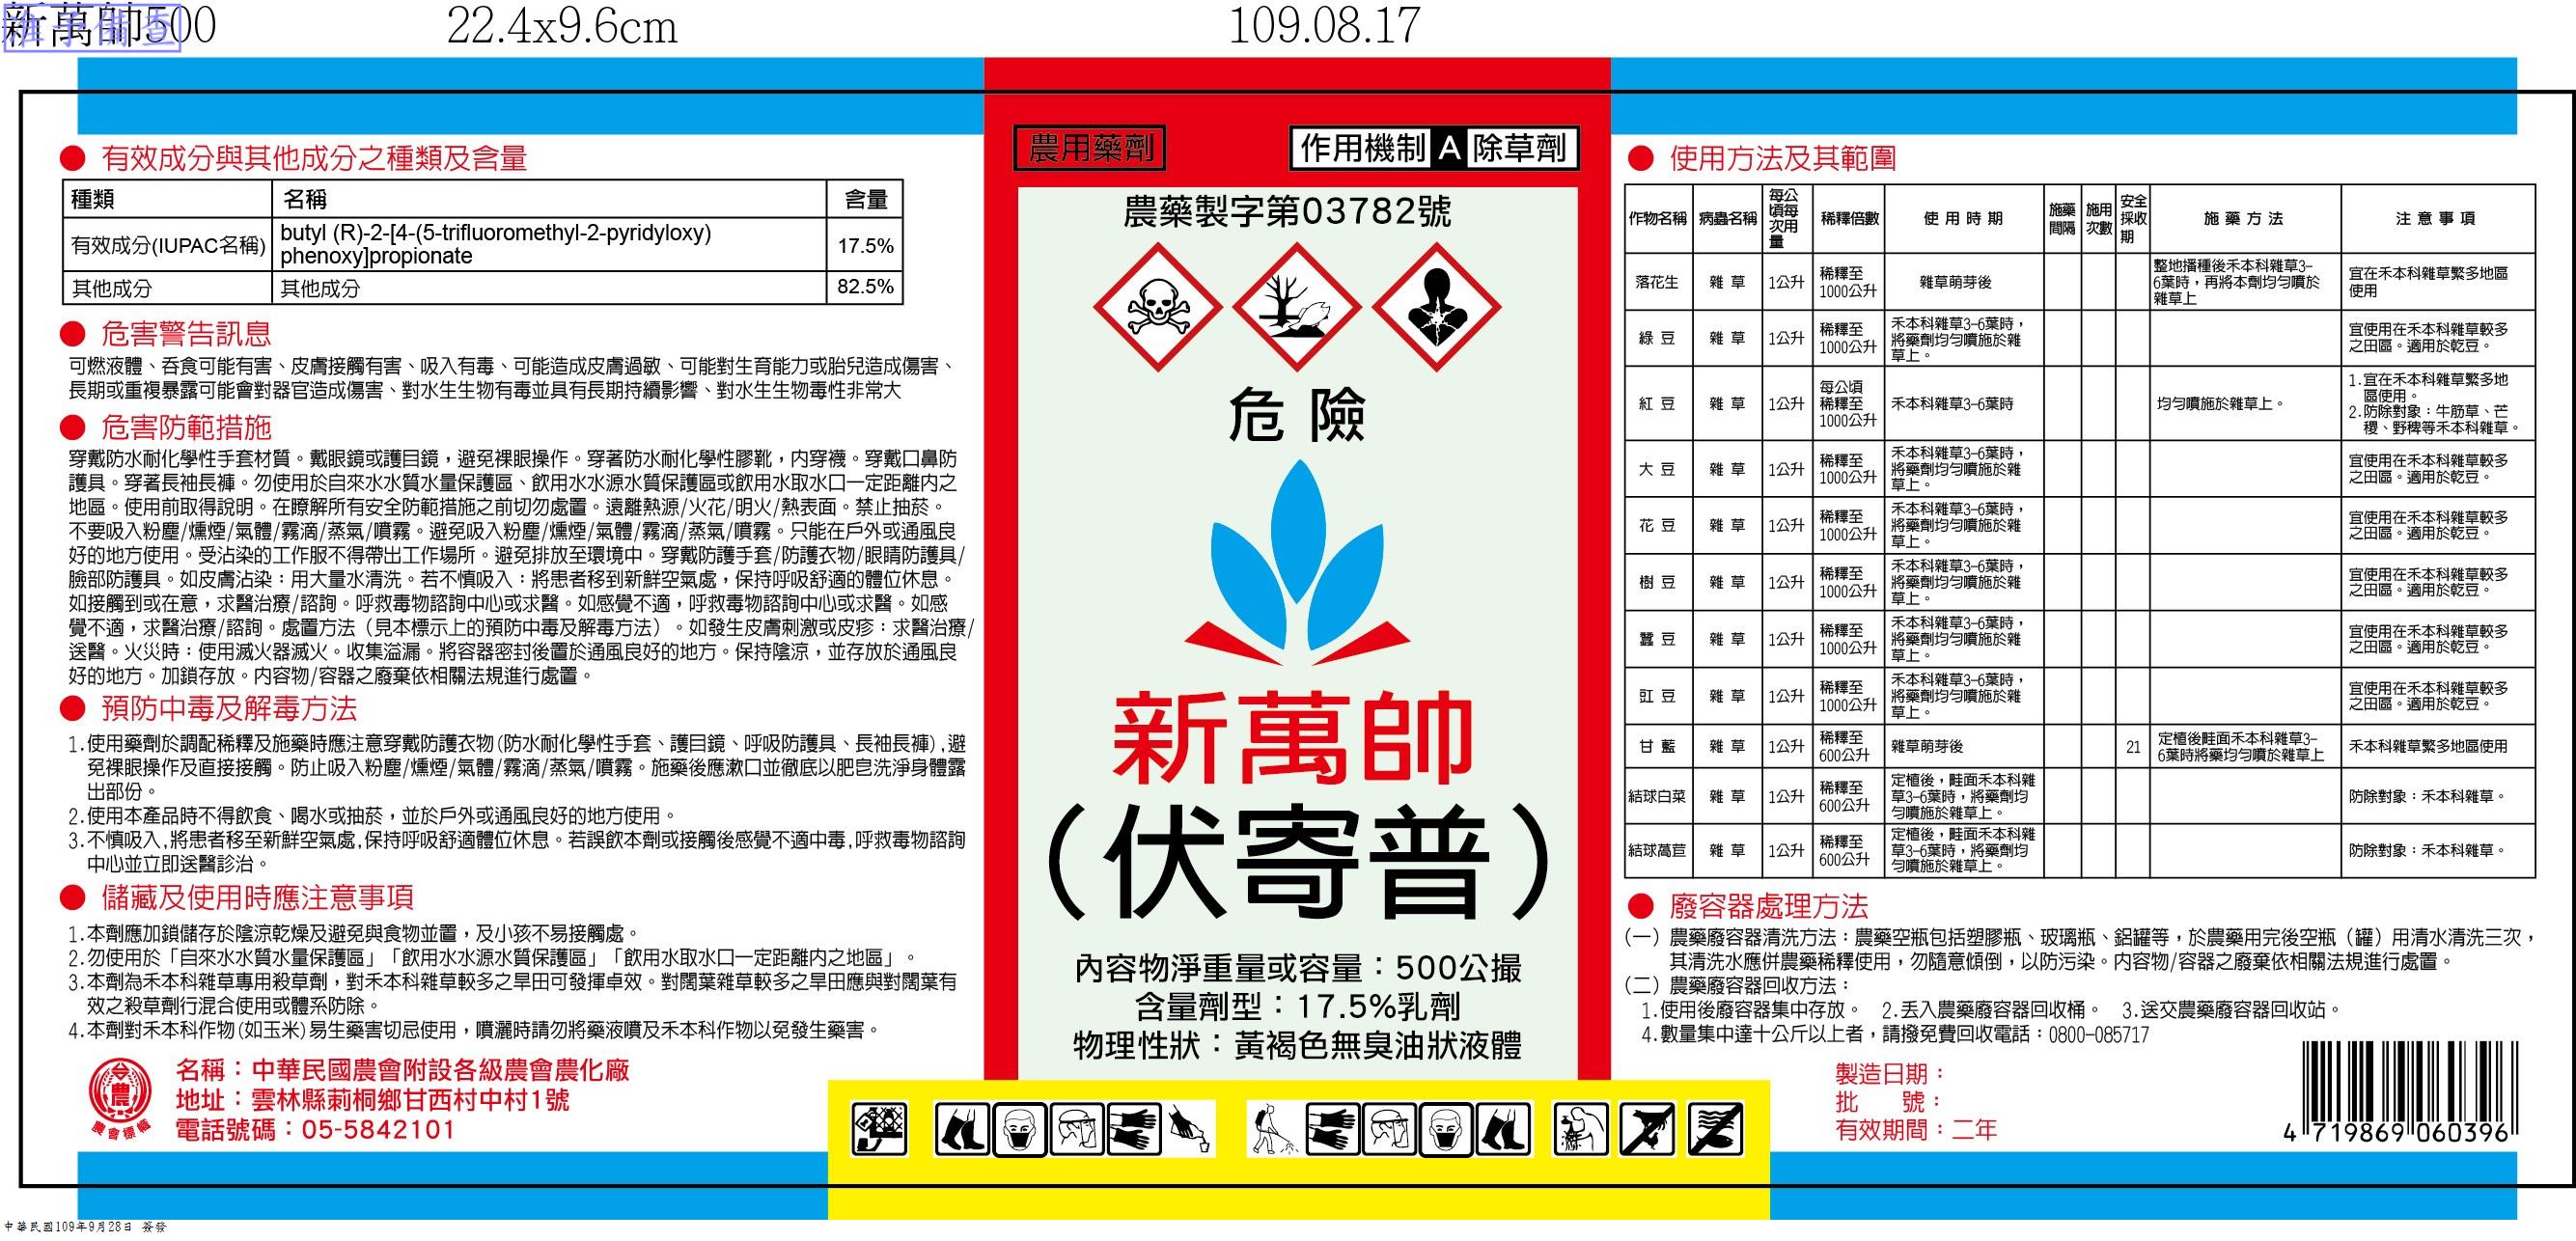 新萬帥500
准予備查
22.4x9.6cm
109.08.17
● 有效成分與其他成分之種類及含量
種類 名稱 含量
有效成分(IUPAC名稱) butyl (R)-2-[4-(5-trifluoromethyl-2-pyridyloxy)
phenoxy]propionate 17.5%
其他成分 其他成分 82.5%
● 危害警告訊息
可燃液體、吞食可能有害、皮膚接觸有害、吸入有毒、可能造成皮膚過敏、可能對生育能力或胎兒造成傷害、
長期或重複暴露可能會對器官造成傷害、對水生生物有毒並具有長期持續影響、對水生生物毒性非常大
● 危害防範措施
穿戴防水耐化學性手套材質。戴眼鏡或護目鏡，避免裸眼操作。穿著防水耐化學性膠靴，內穿襪。穿戴口鼻防
護具。穿著長袖長褲。勿使用於自來水水質水量保護區、飲用水水源水質保護區或飲用水取水口一定距離內之
地區。使用前取得說明。在瞭解所有安全防範措施之前切勿處置。遠離熱源/火花/明火/熱表面。禁止抽菸。
不要吸入粉塵/燻煙/氣體/霧滴/蒸氣/噴霧。避免吸入粉塵/燻煙/氣體/霧滴/蒸氣/噴霧。只能在戶外或通風良
好的地方使用。受沾染的工作服不得帶出工作場所。避免排放至環境中。穿戴防護手套/防護衣物/眼睛防護具/
臉部防護具。如皮膚沾染：用大量水清洗。若不慎吸入：將患者移到新鮮空氣處，保持呼吸舒適的體位休息。
如接觸到或在意，求醫治療/諮詢。呼救毒物諮詢中心或求醫。如感覺不適，呼救毒物諮詢中心或求醫。如感
覺不適，求醫治療/諮詢。處置方法（見本標示上的預防中毒及解毒方法）。如發生皮膚刺激或皮疹：求醫治療/
送醫。火災時：使用滅火器滅火。收集溢漏。將容器密封後置於通風良好的地方。保持陰涼，並存放於通風良
好的地方。加鎖存放。內容物/容器之廢棄依相關法規進行處置。
● 預防中毒及解毒方法
1.使用藥劑於調配稀釋及施藥時應注意穿戴防護衣物(防水耐化學性手套、護目鏡、呼吸防護具、長袖長褲),避
免裸眼操作及直接接觸。防止吸入粉塵/燻煙/氣體/霧滴/蒸氣/噴霧。施藥後應漱口並徹底以肥皂洗淨身體露
出部份。
2.使用本產品時不得飲食、喝水或抽菸，並於戶外或通風良好的地方使用。
3.不慎吸入,將患者移至新鮮空氣處,保持呼吸舒適體位休息。若誤飲本劑或接觸後感覺不適中毒,呼救毒物諮詢
中心並立即送醫診治。
● 儲藏及使用時應注意事項
1.本劑應加鎖儲存於陰涼乾燥及避免與食物並置，及小孩不易接觸處。
2.勿使用於「自來水水質水量保護區」「飲用水水源水質保護區」「飲用水取水口一定距離內之地區」。
3.本劑為禾本科雜草專用殺草劑，對禾本科雜草較多之旱田可發揮卓效。對闊葉雜草較多之旱田應與對闊葉有
效之殺草劑行混合使用或體系防除。
4.本劑對禾本科作物(如玉米)易生藥害切忌使用，噴灑時請勿將藥液噴及禾本科作物以免發生藥害。
農
農會標幟
名稱：中華民國農會附設各級農會農化廠
地址：雲林縣莿桐鄉甘西村中村1號
電話號碼：05-5842101
農用藥劑
作用機制 A 除草劑
農藥製字第03782號
危險
新萬帥
（伏寄普）
內容物淨重量或容量：500公撮
含量劑型：17.5%乳劑
物理性狀：黃褐色無臭油狀液體
● 使用方法及其範圍
作物名稱 病蟲名稱 每公頃每次用量 稀釋倍數 使用時期 施藥間隔 施用次數 安全採收期 施藥方法 注意事項
落花生 雜草 1公升 稀釋至1000公升 雜草萌芽後 整地播種後禾本科雜草3-6葉時，再將本劑均勻噴於雜草上 宜在禾本科雜草繁多地區使用
綠豆 雜草 1公升 稀釋至1000公升 禾本科雜草3-6葉時，將藥劑均勻噴施於雜草上。 宜使用在禾本科雜草較多之田區。適用於乾豆。
紅豆 雜草 1公升 每公頃稀釋至1000公升 禾本科雜草3-6葉時 均勻噴施於雜草上。 1.宜在禾本科雜草繁多地區使用。2.防除對象：牛筋草、芒稷、野稗等禾本科雜草。
大豆 雜草 1公升 稀釋至1000公升 禾本科雜草3-6葉時，將藥劑均勻噴施於雜草上。 宜使用在禾本科雜草較多之田區。適用於乾豆。
花豆 雜草 1公升 稀釋至1000公升 禾本科雜草3-6葉時，將藥劑均勻噴施於雜草上。 宜使用在禾本科雜草較多之田區。適用於乾豆。
樹豆 雜草 1公升 稀釋至1000公升 禾本科雜草3-6葉時，將藥劑均勻噴施於雜草上。 宜使用在禾本科雜草較多之田區。適用於乾豆。
蠶豆 雜草 1公升 稀釋至1000公升 禾本科雜草3-6葉時，將藥劑均勻噴施於雜草上。 宜使用在禾本科雜草較多之田區。適用於乾豆。
豇豆 雜草 1公升 稀釋至1000公升 禾本科雜草3-6葉時，將藥劑均勻噴施於雜草上。 宜使用在禾本科雜草較多之田區。適用於乾豆。
甘藍 雜草 1公升 稀釋至600公升 雜草萌芽後 21 定植後畦面禾本科雜草3-6葉時將藥均勻噴於雜草上 禾本科雜草繁多地區使用
結球白菜 雜草 1公升 稀釋至600公升 定植後，畦面禾本科雜草3-6葉時，將藥劑均勻噴施於雜草上。 防除對象：禾本科雜草。
結球萵苣 雜草 1公升 稀釋至600公升 定植後，畦面禾本科雜草3-6葉時，將藥劑均勻噴施於雜草上。 防除對象：禾本科雜草。
● 廢容器處理方法
(一) 農藥廢容器清洗方法：農藥空瓶包括塑膠瓶、玻璃瓶、鋁罐等，於農藥用完後空瓶（罐）用清水清洗三次，
其清洗水應併農藥稀釋使用，勿隨意傾倒，以防污染。內容物/容器之廢棄依相關法規進行處置。
(二) 農藥廢容器回收方法：
1.使用後廢容器集中存放。 2.丟入農藥廢容器回收桶。 3.送交農藥廢容器回收站。
4.數量集中達十公斤以上者，請撥免費回收電話：0800-085717
製造日期：
批 號：
有效期間：二年
4 719869 060396
中華民國109年9月28日 簽發